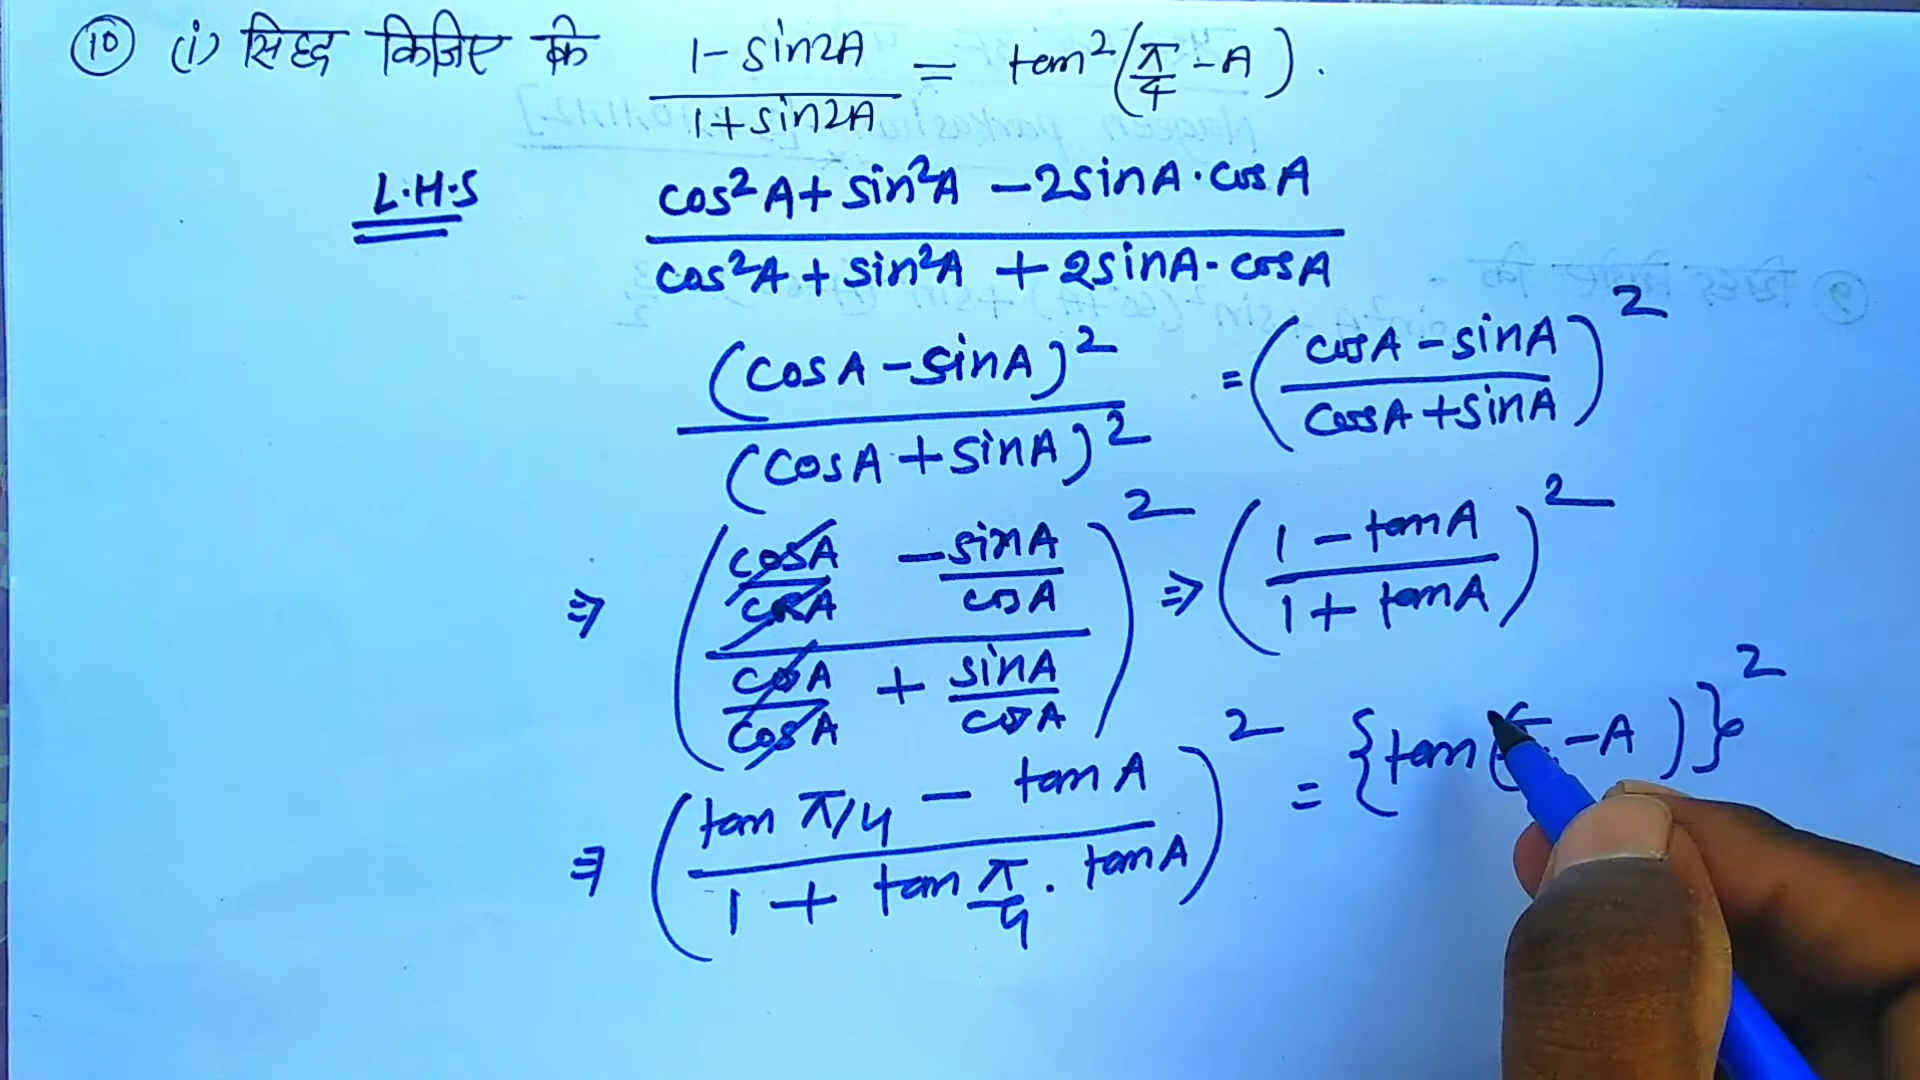 ⑩ (i) सिद्ध किजिए कि (1 - sin2A)/(1 + sin2A) = tan²(π/4 - A).
L.H.S (cos²A + sin²A - 2sinA·cosA)/(cos²A + sin²A + 2sinA·cosA)
(cosA - sinA)²/(cosA + sinA)² = ((cosA - sinA)/(cosA + sinA))²
⇒ ((cosA/cosA - sinA/cosA)/(cosA/cosA + sinA/cosA))² ⇒ ((1 - tanA)/(1 + tanA))²
⇒ ((tan π/4 - tanA)/(1 + tan π/4 · tanA))² = {tan( - A)}²